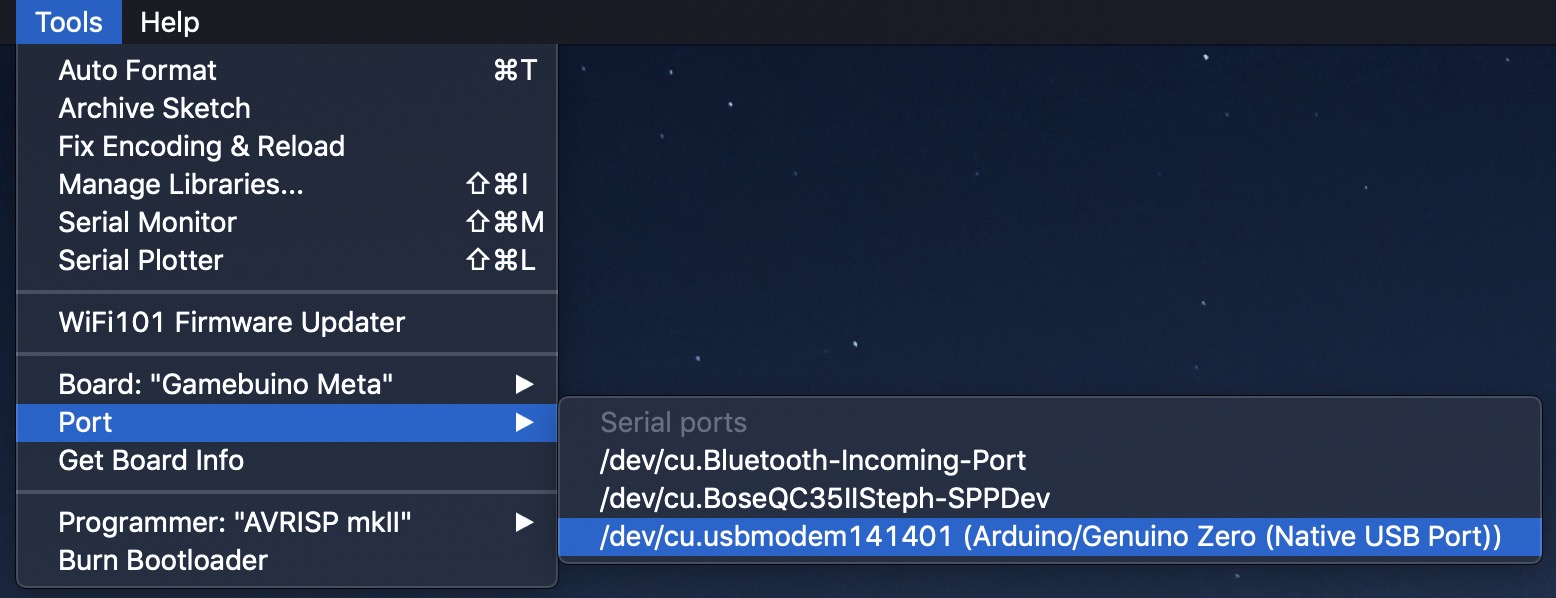 Tools Help
Auto Format ⌘T
Archive Sketch
Fix Encoding & Reload
Manage Libraries... ⇧⌘I
Serial Monitor ⇧⌘M
Serial Plotter ⇧⌘L
WiFi101 Firmware Updater
Board: "Gamebuino Meta" ▶
Port ▶
Get Board Info
Programmer: "AVRISP mkII" ▶
Burn Bootloader
Serial ports
/dev/cu.Bluetooth-Incoming-Port
/dev/cu.BoseQC35IISteph-SPPDev
/dev/cu.usbmodem141401 (Arduino/Genuino Zero (Native USB Port))